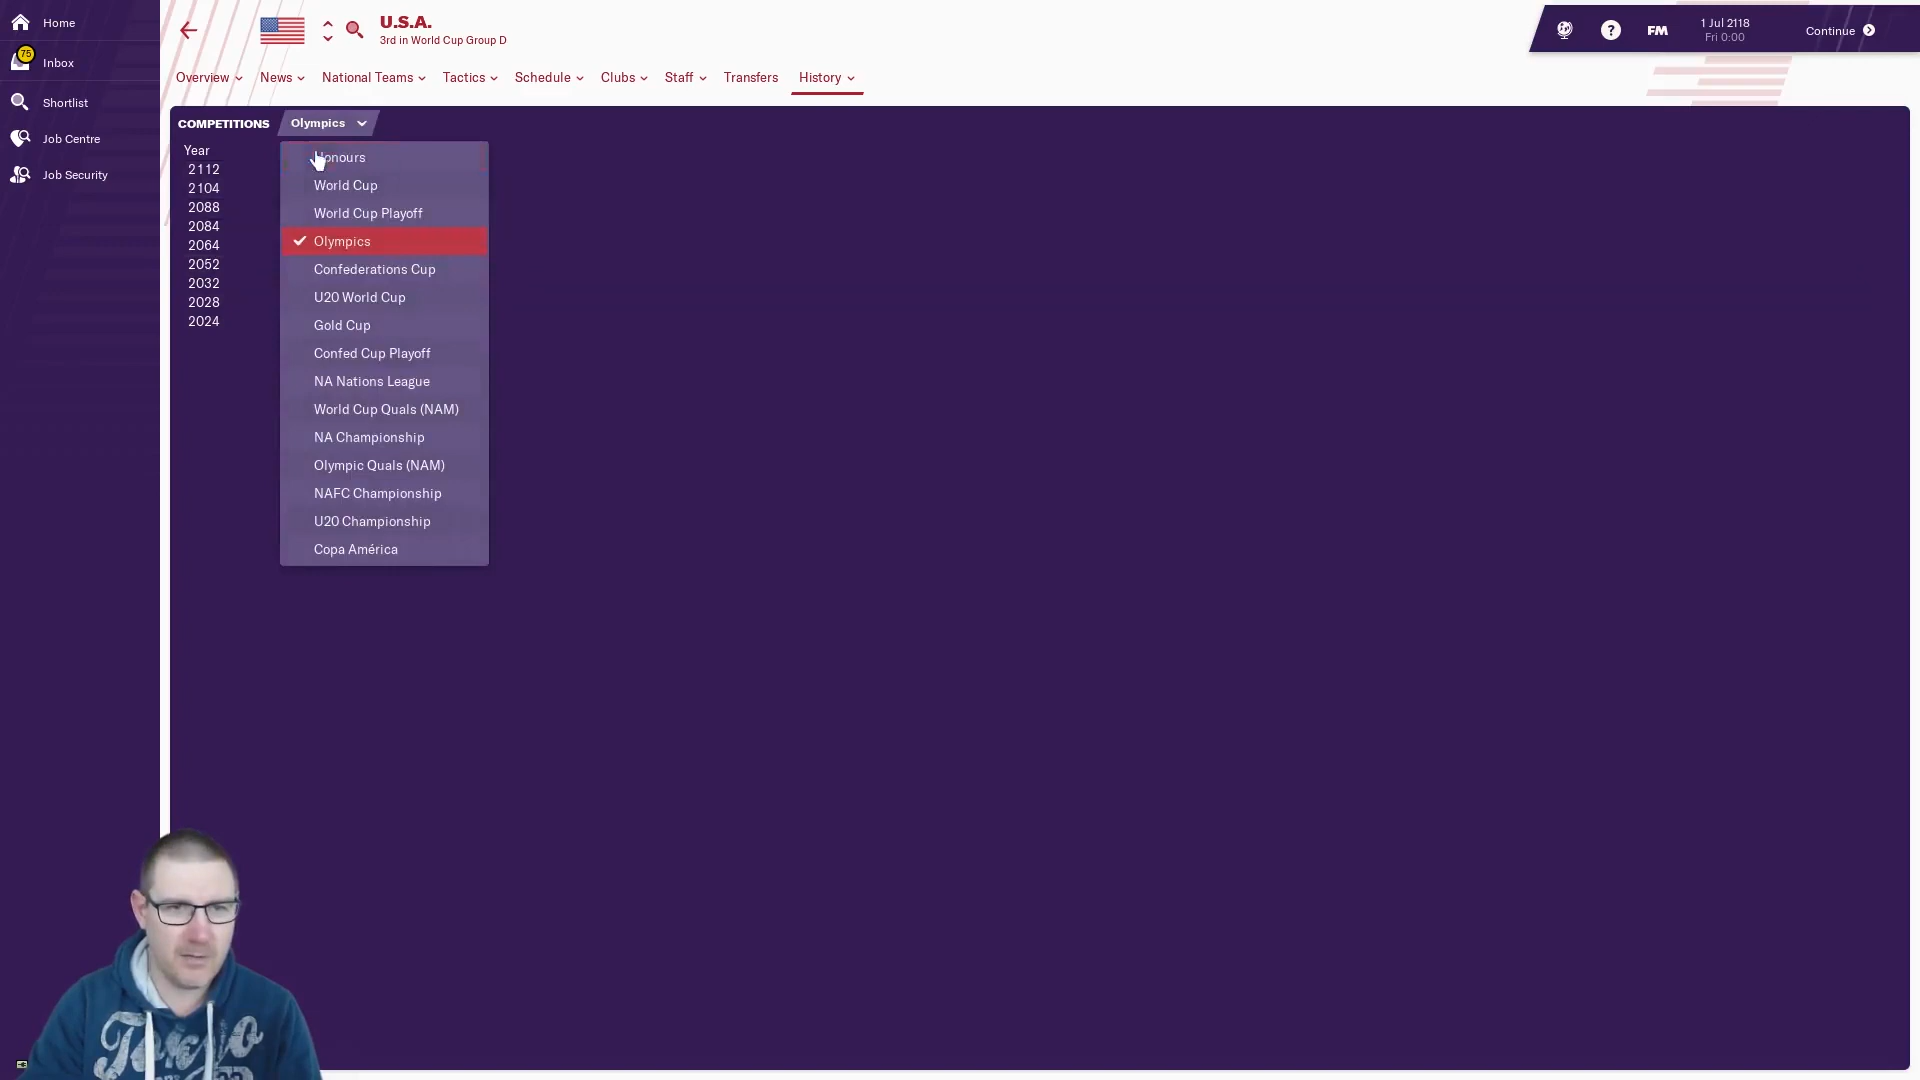 Home
75
Inbox
Shortlist
Job Centre
Job Security
U.S.A.
3rd in World Cup Group D
?
FM
1 Jul 2118
Fri 0:00
Continue
Overview
News
National Teams
Tactics
Schedule
Clubs
Staff
Transfers
History
COMPETITIONS
Olympics
Year
2112
2104
2088
2084
2064
2052
2032
2028
2024
Honours
World Cup
World Cup Playoff
Olympics
Confederations Cup
U20 World Cup
Gold Cup
Confed Cup Playoff
NA Nations League
World Cup Quals (NAM)
NA Championship
Olympic Quals (NAM)
NAFC Championship
U20 Championship
Copa América